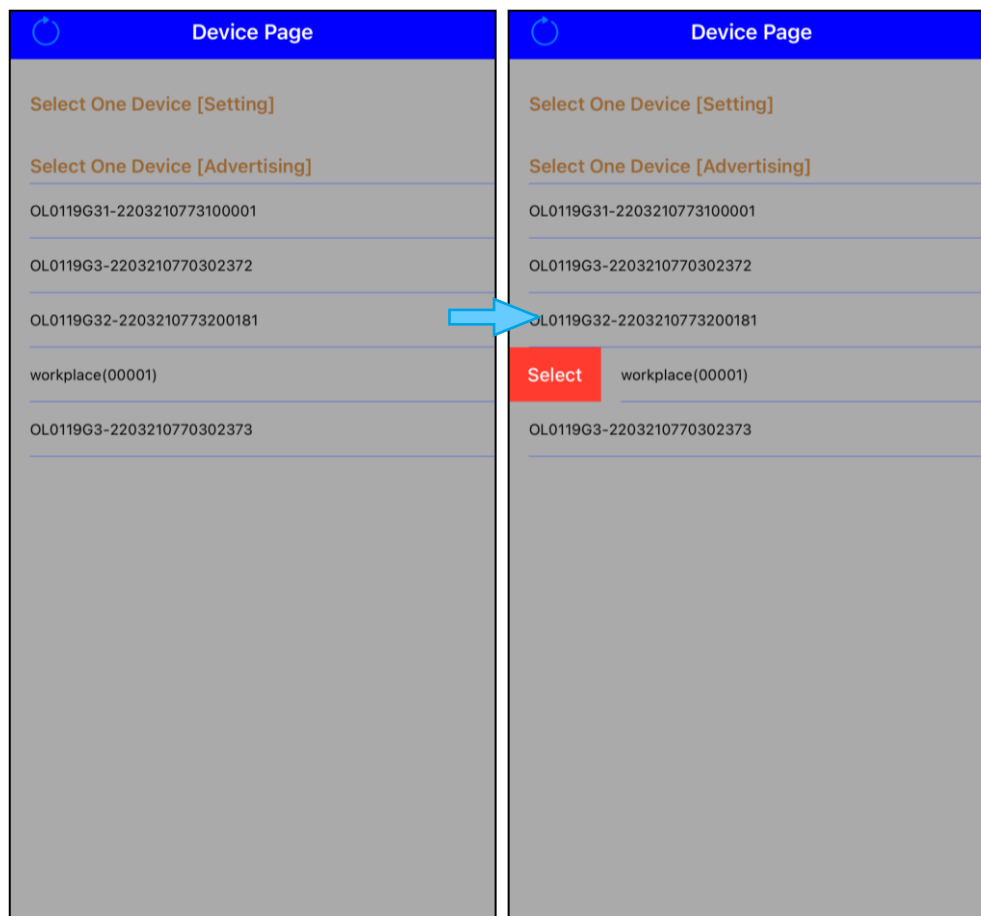 Device Page
Select One Device [Setting]
Select One Device [Advertising]
OL0119G31-2203210773100001
OL0119G3-2203210770302372
OL0119G32-2203210773200181
workplace(00001)
OL0119G3-2203210770302373
Device Page
Select One Device [Setting]
Select One Device [Advertising]
OL0119G31-2203210773100001
OL0119G3-2203210770302372
OL0119G32-2203210773200181
Select workplace(00001)
OL0119G3-2203210770302373